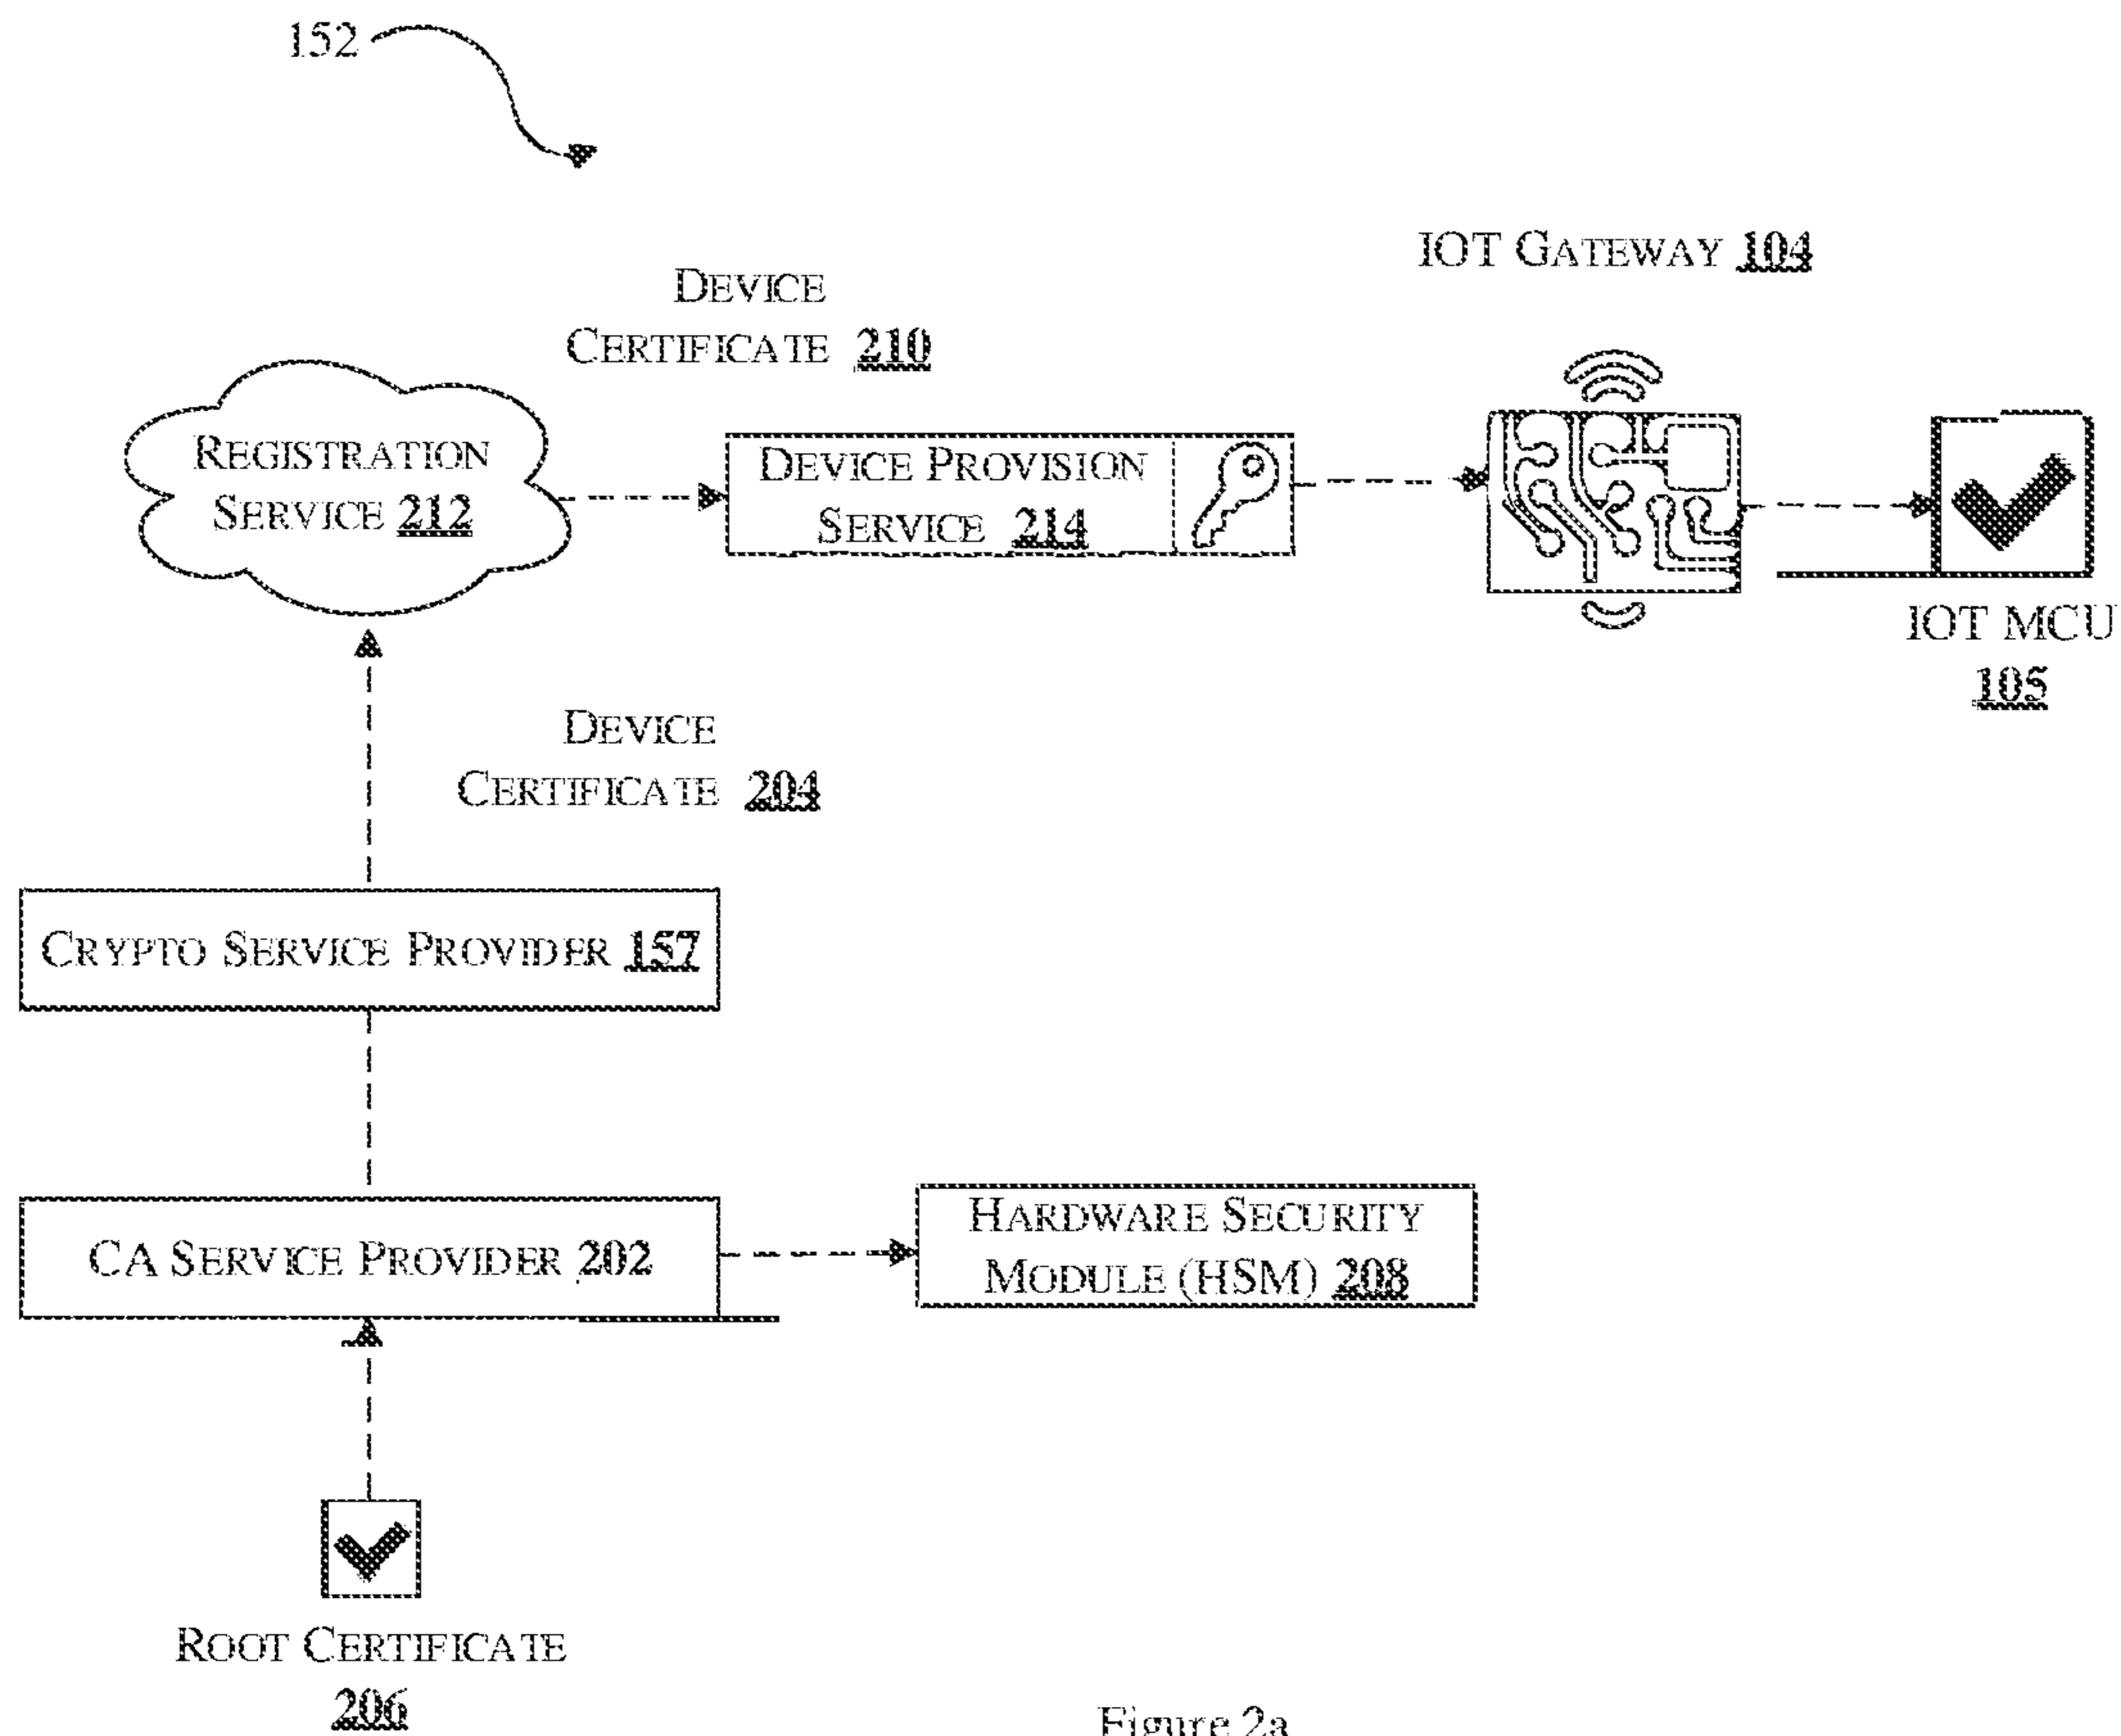 152
IOT GATEWAY 104
DEVICE
CERTIFICATE 210
REGISTRATION
SERVICE 212
DEVICE PROVISION
SERVICE 214
IOT MCU
105
DEVICE
CERTIFICATE 204
CRYPTO SERVICE PROVIDER 157
CA SERVICE PROVIDER 202
HARDWARE SECURITY
MODULE (HSM) 208
ROOT CERTIFICATE
206
Figure 2a